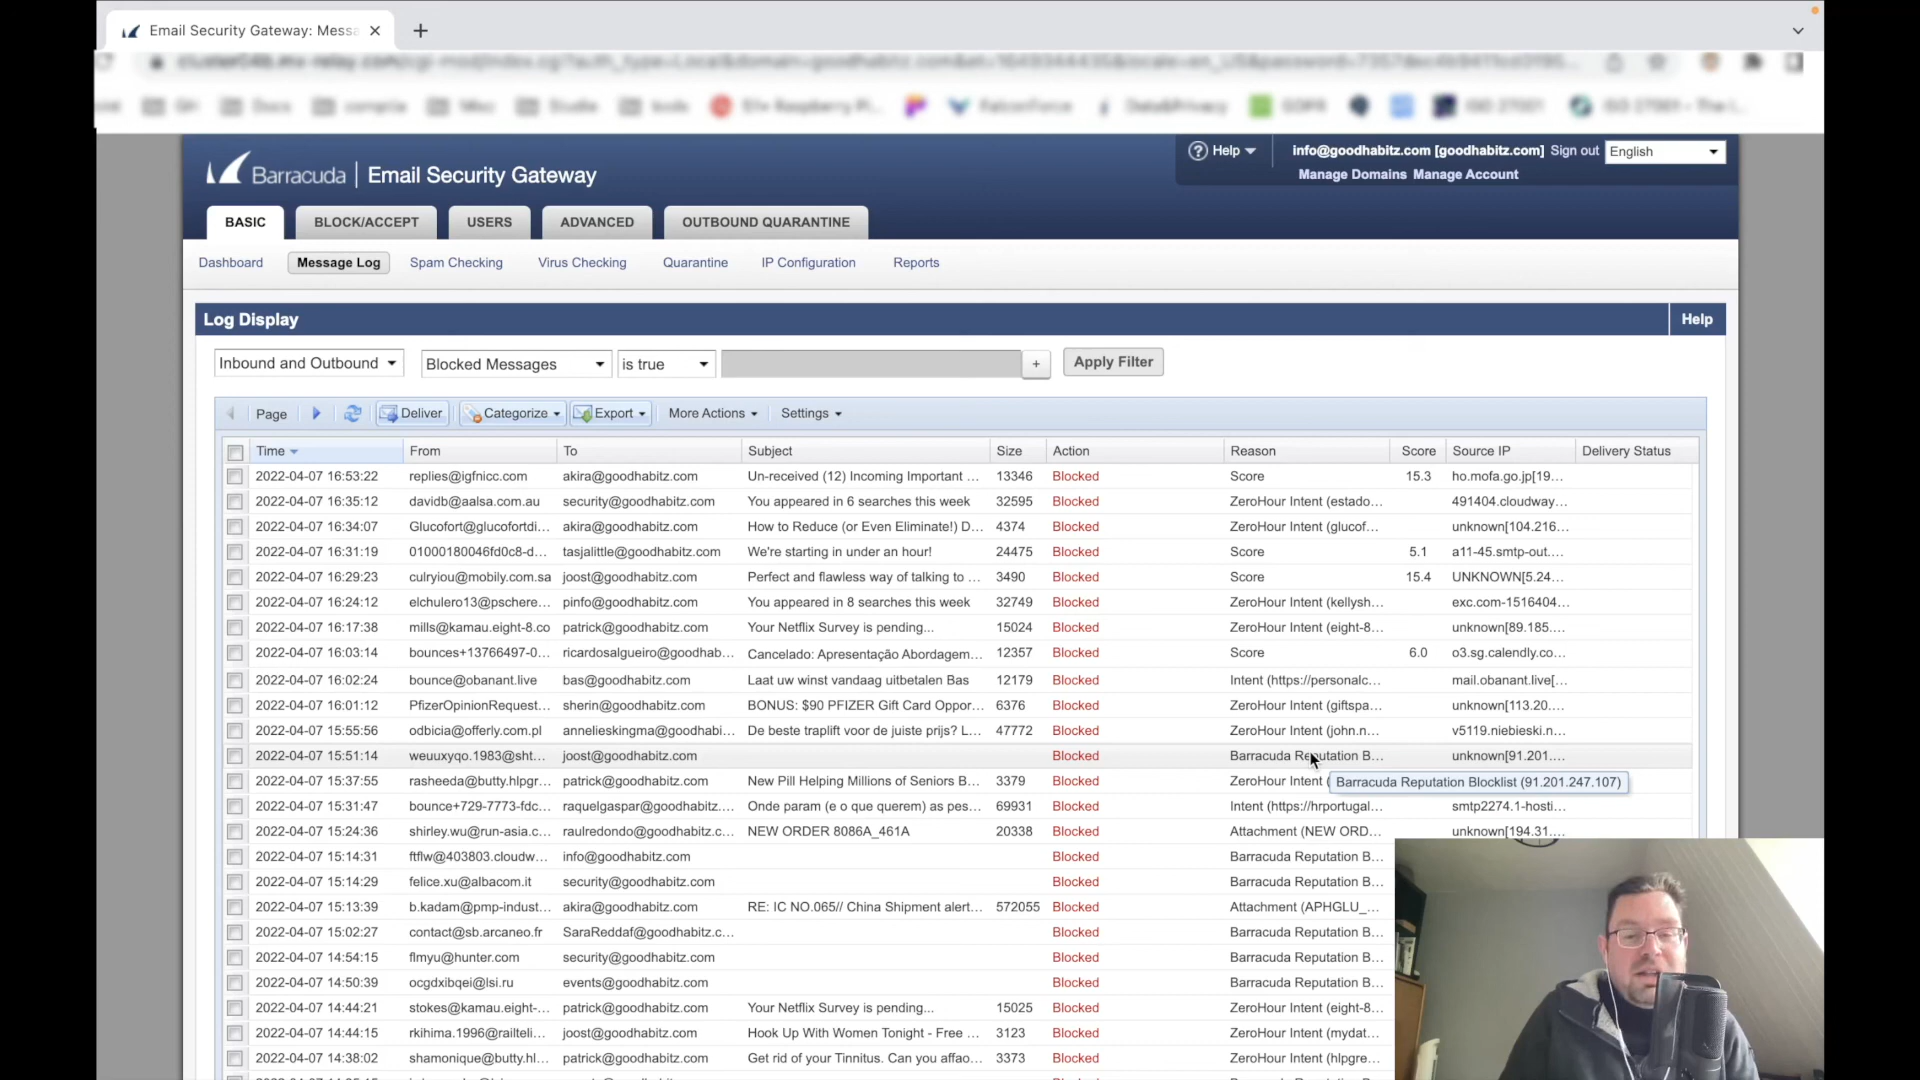 Email Security Gateway: Messa
Barracuda | Email Security Gateway
Help info@goodhabitz.com [goodhabitz.com] Sign out English
Manage Domains Manage Account
BASIC BLOCK/ACCEPT USERS ADVANCED OUTBOUND QUARANTINE
Dashboard Message Log Spam Checking Virus Checking Quarantine IP Configuration Reports
Log Display Help
Inbound and Outbound Blocked Messages is true + Apply Filter
Page Deliver Categorize Export More Actions Settings
Time From To Subject Size Action Reason Score Source IP Delivery Status
2022-04-07 16:53:22 replies@igfnicc.com akira@goodhabitz.com Un-received (12) Incoming Important ... 13346 Blocked Score 15.3 ho.mofa.go.jp[19...
2022-04-07 16:35:12 davidb@aalsa.com.au security@goodhabitz.com You appeared in 6 searches this week 32595 Blocked ZeroHour Intent (estado... 491404.cloudway...
2022-04-07 16:34:07 Glucofort@glucofortdi... akira@goodhabitz.com How to Reduce (or Even Eliminate!) D... 4374 Blocked ZeroHour Intent (glucof... unknown[104.216...
2022-04-07 16:31:19 01000180046fd0c8-d... tasjalittle@goodhabitz.com We're starting in under an hour! 24475 Blocked Score 5.1 a11-45.smtp-out....
2022-04-07 16:29:23 culryiou@mobily.com.sa joost@goodhabitz.com Perfect and flawless way of talking to ... 3490 Blocked Score 15.4 UNKNOWN[5.24...
2022-04-07 16:24:12 elchulero13@pschere... pinfo@goodhabitz.com You appeared in 8 searches this week 32749 Blocked ZeroHour Intent (kellysh... exc.com-1516404...
2022-04-07 16:17:38 mills@kamau.eight-8.co patrick@goodhabitz.com Your Netflix Survey is pending... 15024 Blocked ZeroHour Intent (eight-8... unknown[89.185....
2022-04-07 16:03:14 bounces+13766497-0... ricardosalgueiro@goodhab... Cancelado: Apresentação Abordagem... 12357 Blocked Score 6.0 o3.sg.calendly.co...
2022-04-07 16:02:24 bounce@obanant.live bas@goodhabitz.com Laat uw winst vandaag uitbetalen Bas 12179 Blocked Intent (https://personalc... mail.obanant.live[...
2022-04-07 16:01:12 PfizerOpinionRequest... sherin@goodhabitz.com BONUS: $90 PFIZER Gift Card Oppor... 6376 Blocked ZeroHour Intent (giftspa... unknown[113.20....
2022-04-07 15:55:56 odbicia@offerly.com.pl annelieskingma@goodhabi... De beste traplift voor de juiste prijs? L... 47772 Blocked ZeroHour Intent (john.n... v5119.niebieski.n...
2022-04-07 15:51:14 weuuxyqo.1983@sht... joost@goodhabitz.com Blocked Barracuda Reputation B... unknown[91.201....
2022-04-07 15:37:55 rasheeda@butty.hlpgr... patrick@goodhabitz.com New Pill Helping Millions of Seniors B... 3379 Blocked ZeroHour Intent ( Barracuda Reputation Blocklist (91.201.247.107)
2022-04-07 15:31:47 bounce+729-7773-fdc... raquelgaspar@goodhabitz.... Onde param (e o que querem) as pes... 69931 Blocked Intent (https://hrportugal... smtp2274.1-hosti...
2022-04-07 15:24:36 shirley.wu@run-asia.c... raulredondo@goodhabitz.c... NEW ORDER 8086A_461A 20338 Blocked Attachment (NEW ORD... unknown[194.31....
2022-04-07 15:14:31 ftflw@403803.cloudw... info@goodhabitz.com Blocked Barracuda Reputation B...
2022-04-07 15:14:29 felice.xu@albacom.it security@goodhabitz.com Blocked Barracuda Reputation B...
2022-04-07 15:13:39 b.kadam@pmp-indust... akira@goodhabitz.com RE: IC NO.065// China Shipment alert... 572055 Blocked Attachment (APHGLU_...
2022-04-07 15:02:27 contact@sb.arcaneo.fr SaraReddaf@goodhabitz.c... Blocked Barracuda Reputation B...
2022-04-07 14:54:15 flmyu@hunter.com security@goodhabitz.com Blocked Barracuda Reputation B...
2022-04-07 14:50:39 ocgdxibqei@lsi.ru events@goodhabitz.com Blocked Barracuda Reputation B...
2022-04-07 14:44:21 stokes@kamau.eight-... patrick@goodhabitz.com Your Netflix Survey is pending... 15025 Blocked ZeroHour Intent (eight-8...
2022-04-07 14:44:15 rkihima.1996@railteli... joost@goodhabitz.com Hook Up With Women Tonight - Free ... 3123 Blocked ZeroHour Intent (mydat...
2022-04-07 14:38:02 shamonique@butty.hl... patrick@goodhabitz.com Get rid of your Tinnitus. Can you affao... 3373 Blocked ZeroHour Intent (hlpgre...